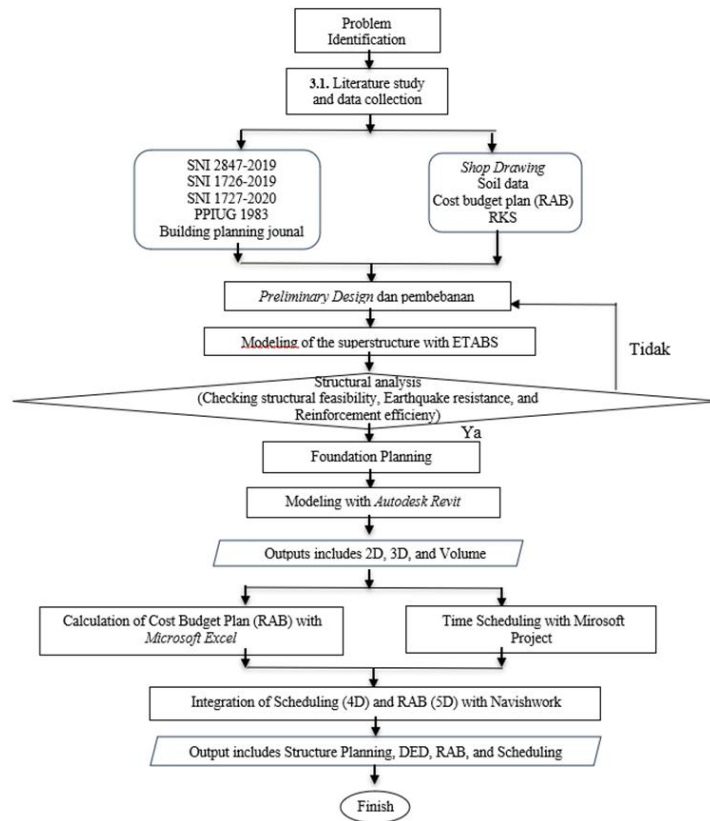 Problem
Identification
3.1. Literature study
and data collection
SNI 2847-2019
SNI 1726-2019
SNI 1727-2020
PPIUG 1983
Building planning jounal
Shop Drawing
Soil data
Cost budget plan (RAB)
RKS
Preliminary Design dan pembebanan
Modeling of the superstructure with ETABS
Tidak
Structural analysis
(Checking structural feasibility, Earthquake resistance, and
Reinforcement efficieny)
Ya
Foundation Planning
Modeling with Autodesk Revit
Outputs includes 2D, 3D, and Volume
Calculation of Cost Budget Plan (RAB) with
Microsoft Excel
Time Scheduling with Mirosoft
Project
Integration of Scheduling (4D) and RAB (5D) with Navishwork
Output includes Structure Planning, DED, RAB, and Scheduling
Finish